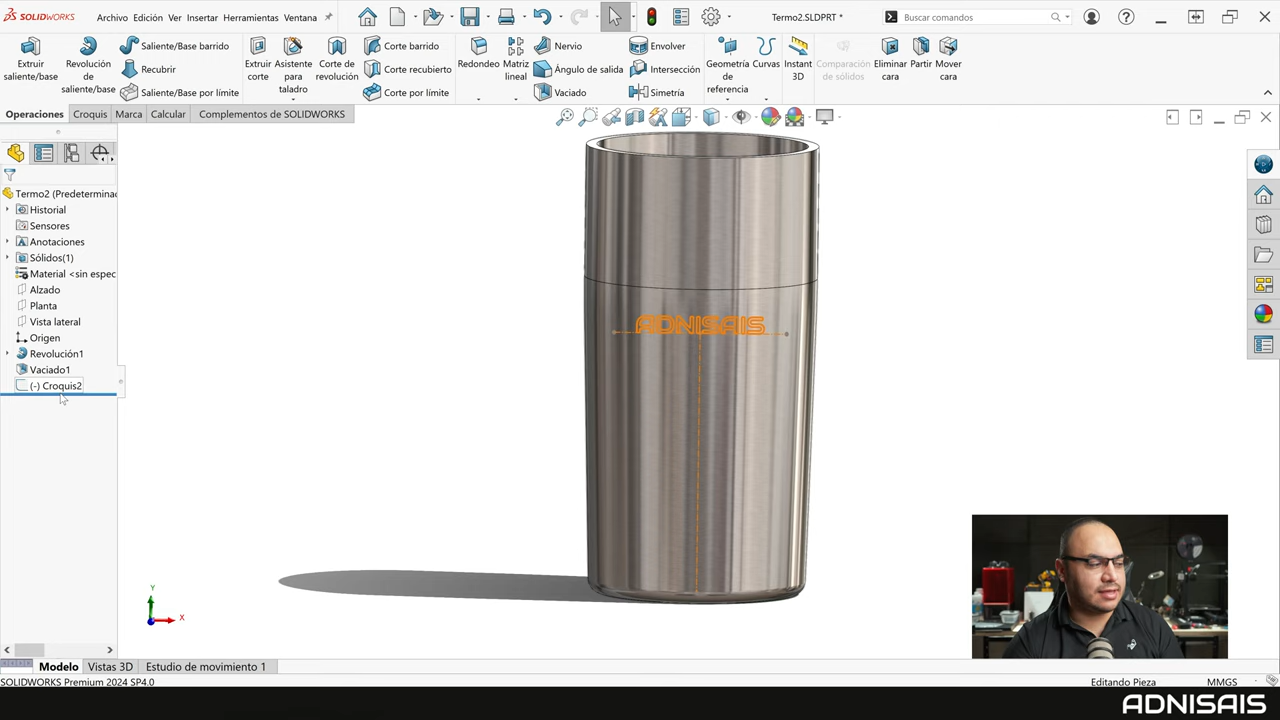 SOLIDWORKS Archivo Edición Ver Insertar Herramientas Ventana Termo2.SLDPRT * Buscar comandos
Extruir saliente/base
Revolución de saliente/base
Saliente/Base barrido
Recubrir
Saliente/Base por límite
Extruir corte
Asistente para taladro
Corte de revolución
Corte barrido
Corte recubierto
Corte por límite
Redondeo
Matriz lineal
Nervio
Ángulo de salida
Vaciado
Envolver
Intersección
Simetría
Geometría de referencia
Curvas
Instant 3D
Comparación de sólidos
Eliminar cara
Partir
Mover cara
Operaciones Croquis Marca Calcular Complementos de SOLIDWORKS
Termo2 (Predeterminac
Historial
Sensores
Anotaciones
Sólidos(1)
Material <sin espec
Alzado
Planta
Vista lateral
Origen
Revolución1
Vaciado1
(-) Croquis2
ADNISAIS
Y
X
Modelo Vistas 3D Estudio de movimiento 1
SOLIDWORKS Premium 2024 SP4.0 Editando Pieza MMGS
ADNISAIS